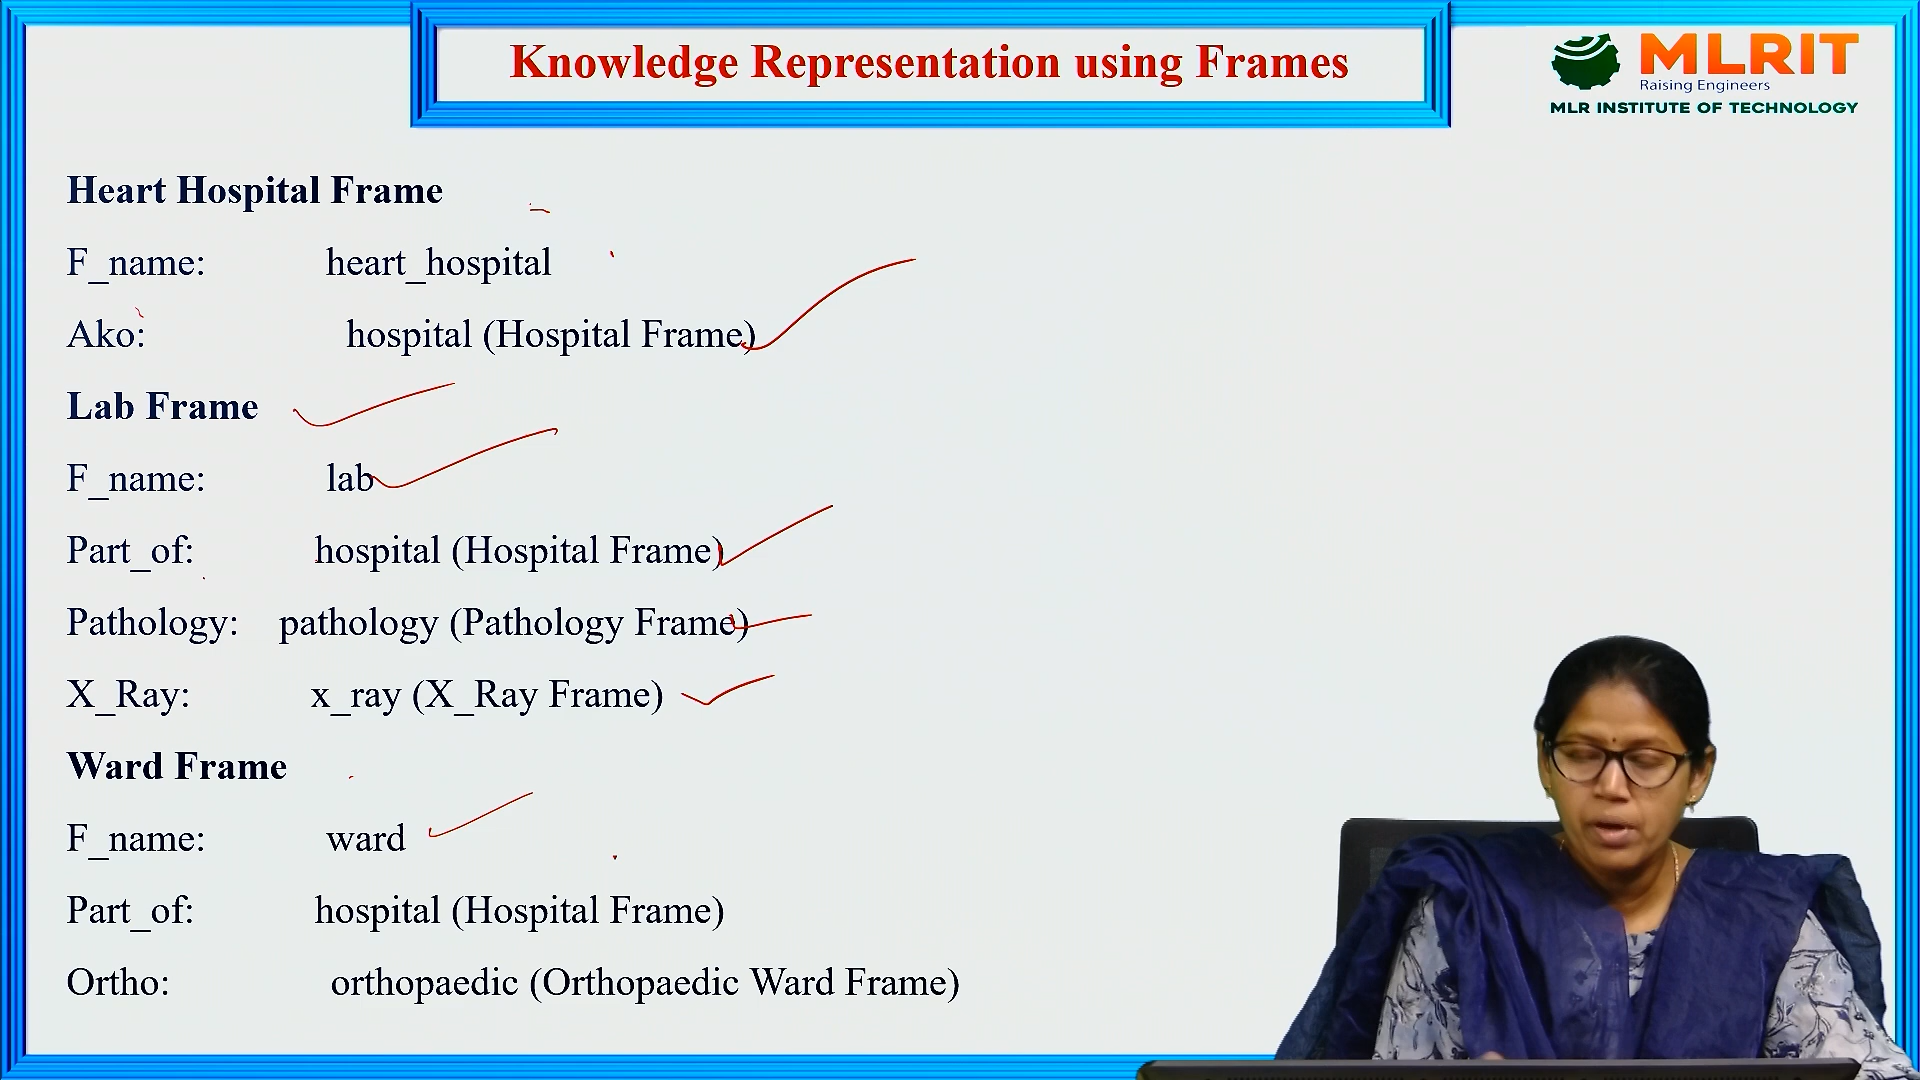 Knowledge Representation using Frames
MLRIT
Raising Engineers
MLR INSTITUTE OF TECHNOLOGY
Heart Hospital Frame
F_name: heart_hospital
Ako: hospital (Hospital Frame)
Lab Frame
F_name: lab
Part_of: hospital (Hospital Frame)
Pathology: pathology (Pathology Frame)
X_Ray: x_ray (X_Ray Frame)
Ward Frame
F_name: ward
Part_of: hospital (Hospital Frame)
Ortho: orthopaedic (Orthopaedic Ward Frame)